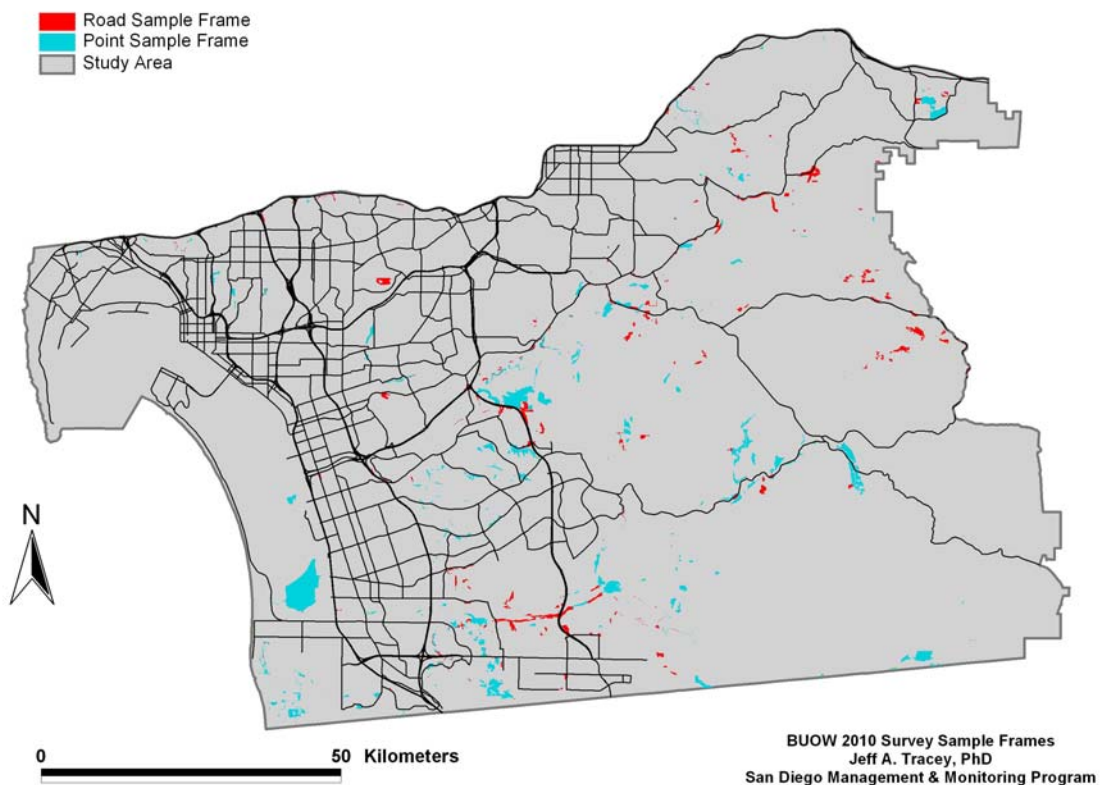 Road Sample Frame
Point Sample Frame
Study Area
N
0 50 Kilometers
BUOW 2010 Survey Sample Frames
Jeff A. Tracey, PhD
San Diego Management & Monitoring Program